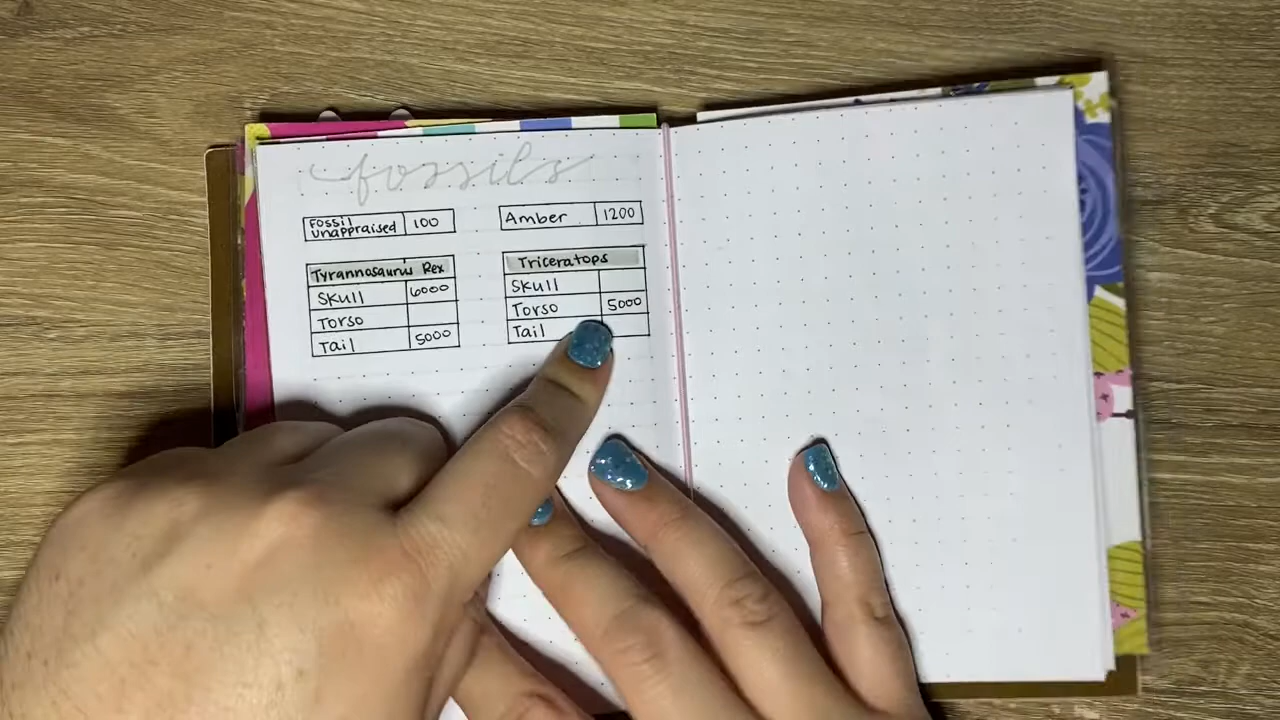 fossils
Fossil unappraised 100
Amber 1200
Tyrannosaurus Rex
Skull 6000
Torso
Tail 5000
Triceratops
Skull
Torso 5000
Tail